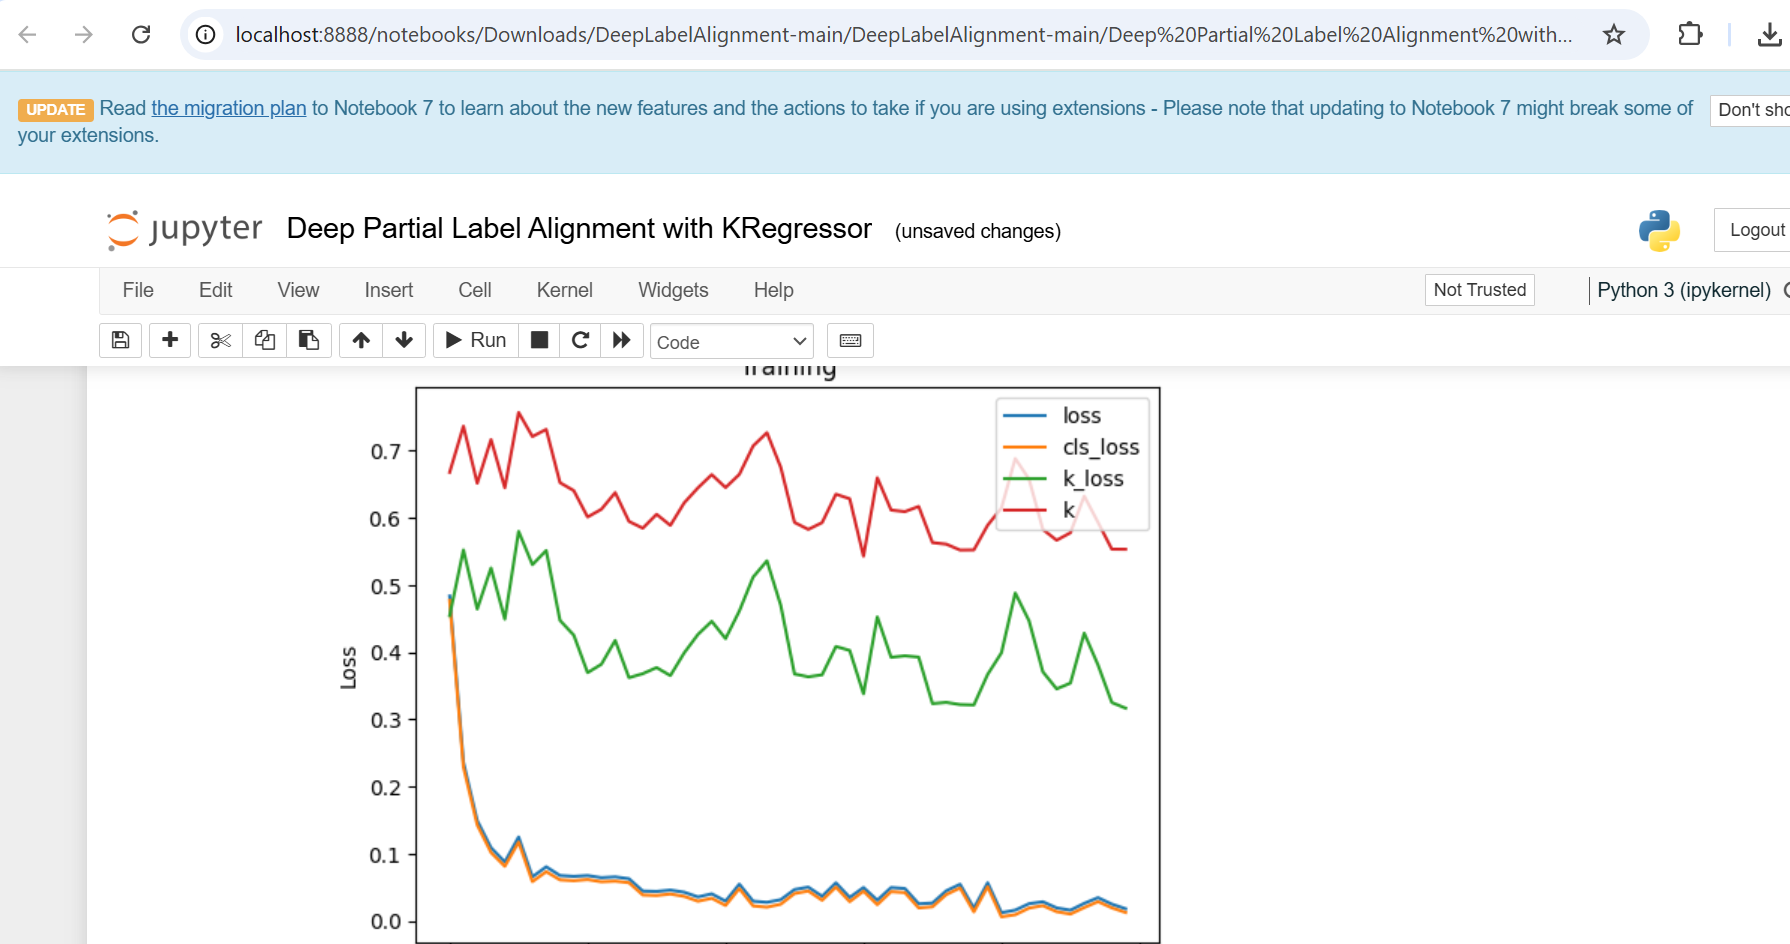 localhost:8888/notebooks/Downloads/DeepLabelAlignment-main/DeepLabelAlignment-main/Deep%20Partial%20Label%20Alignment%20with...
UPDATE Read the migration plan to Notebook 7 to learn about the new features and the actions to take if you are using extensions - Please note that updating to Notebook 7 might break some of
your extensions.
Don't sho
jupyter Deep Partial Label Alignment with KRegressor (unsaved changes)
Logout
File Edit View Insert Cell Kernel Widgets Help
Not Trusted
Python 3 (ipykernel)
Run
Code
Training
loss
cls_loss
k_loss
k
0.7
0.6
0.5
0.4
0.3
0.2
0.1
0.0
Loss